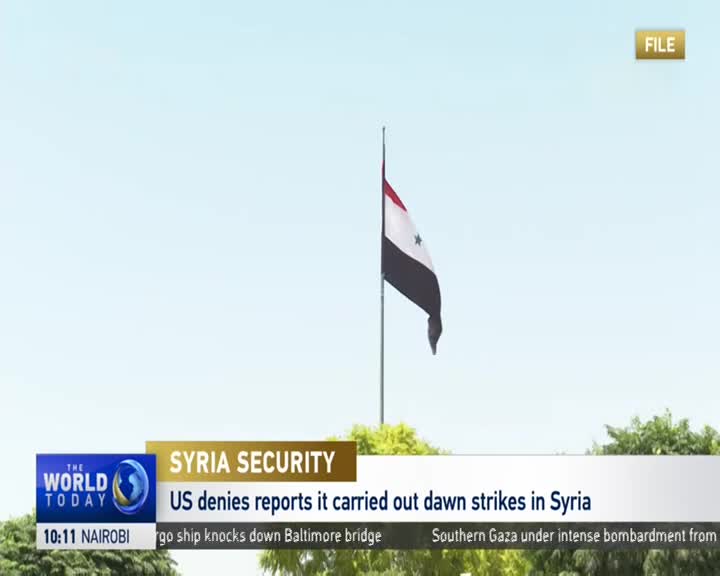 FILE
SYRIA SECURITY
THE
WORLD
TODAY
US denies reports it carried out dawn strikes in Syria
10:11 NAIROBI
ship knocks down Baltimore bridge
Southern Gaza under intense bombardment from